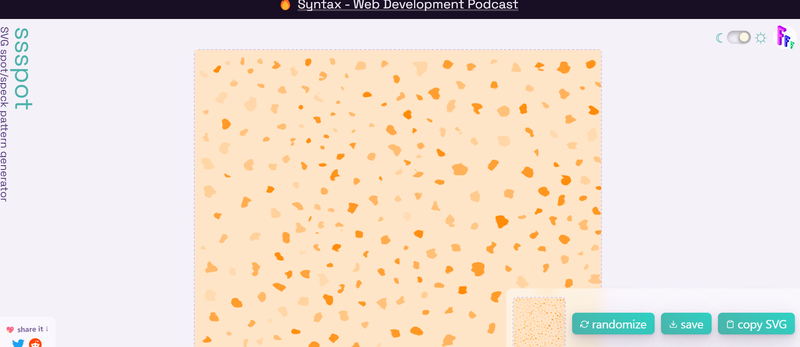 Syntax - Web Development Podcast
ssspot
SVG spot/speck pattern generator
share it
randomize
save
copy SVG